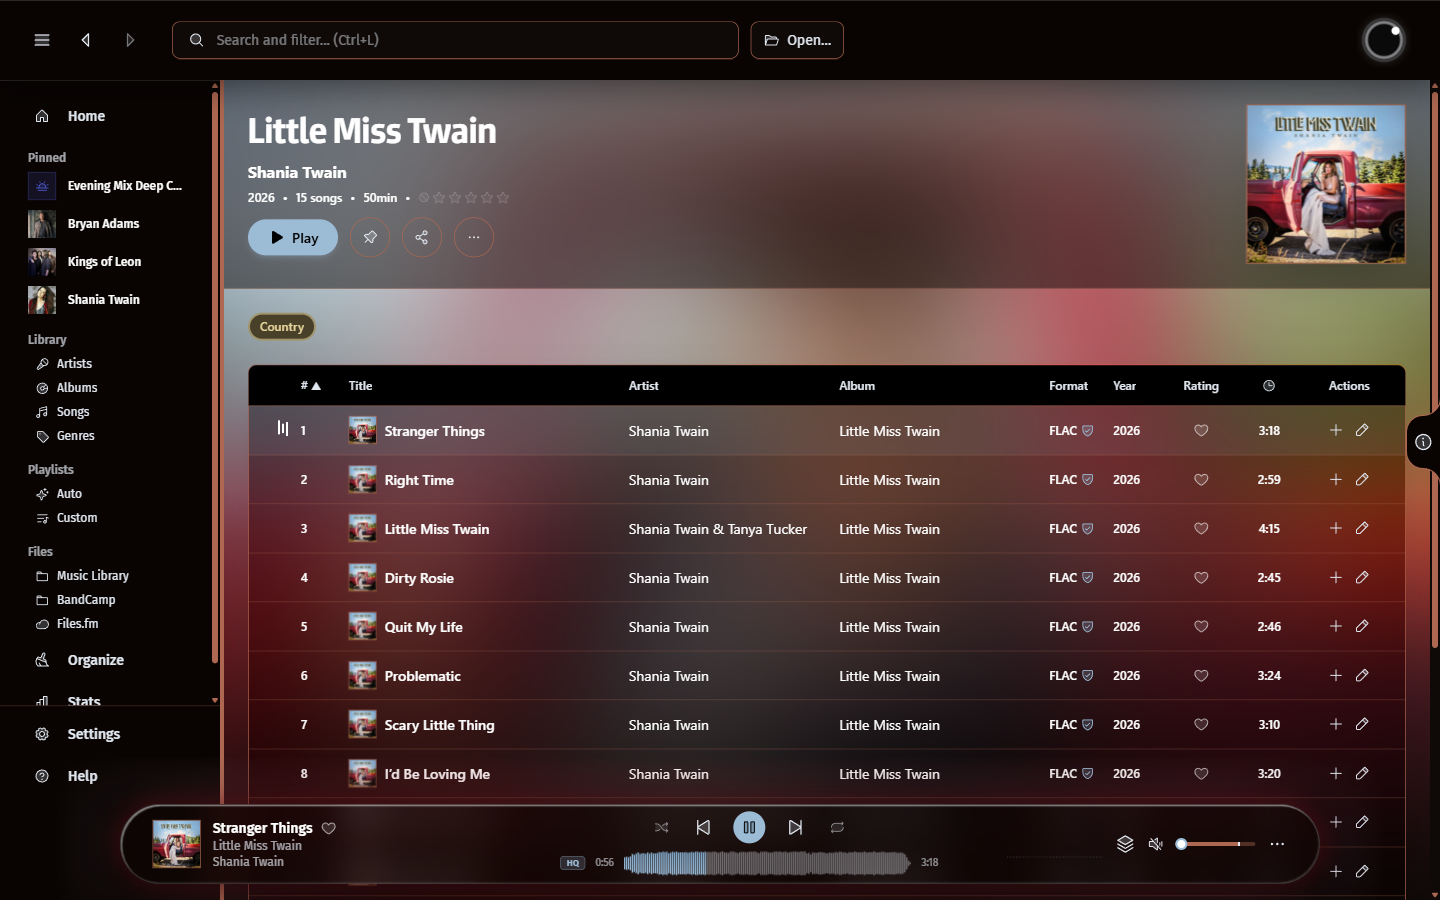 Search and filter... (Ctrl+L)
Open...
Home
Pinned
Evening Mix Deep C...
Bryan Adams
Kings of Leon
Shania Twain
Library
Artists
Albums
Songs
Genres
Playlists
Auto
Custom
Files
Music Library
BandCamp
Files.fm
Organize
Stats
Settings
Help
Little Miss Twain
Shania Twain
2026 • 15 songs • 50min •
Play
LITTLE MISS TWAIN
SHANIA TWAIN
Country
# Title Artist Album Format Year Rating Actions
1 Stranger Things Shania Twain Little Miss Twain FLAC 2026 3:18
2 Right Time Shania Twain Little Miss Twain FLAC 2026 2:59
3 Little Miss Twain Shania Twain & Tanya Tucker Little Miss Twain FLAC 2026 4:15
4 Dirty Rosie Shania Twain Little Miss Twain FLAC 2026 2:45
5 Quit My Life Shania Twain Little Miss Twain FLAC 2026 2:46
6 Problematic Shania Twain Little Miss Twain FLAC 2026 3:24
7 Scary Little Thing Shania Twain Little Miss Twain FLAC 2026 3:10
8 I'd Be Loving Me Shania Twain Little Miss Twain FLAC 2026 3:20
Stranger Things
Little Miss Twain
Shania Twain
HQ 0:56 3:18